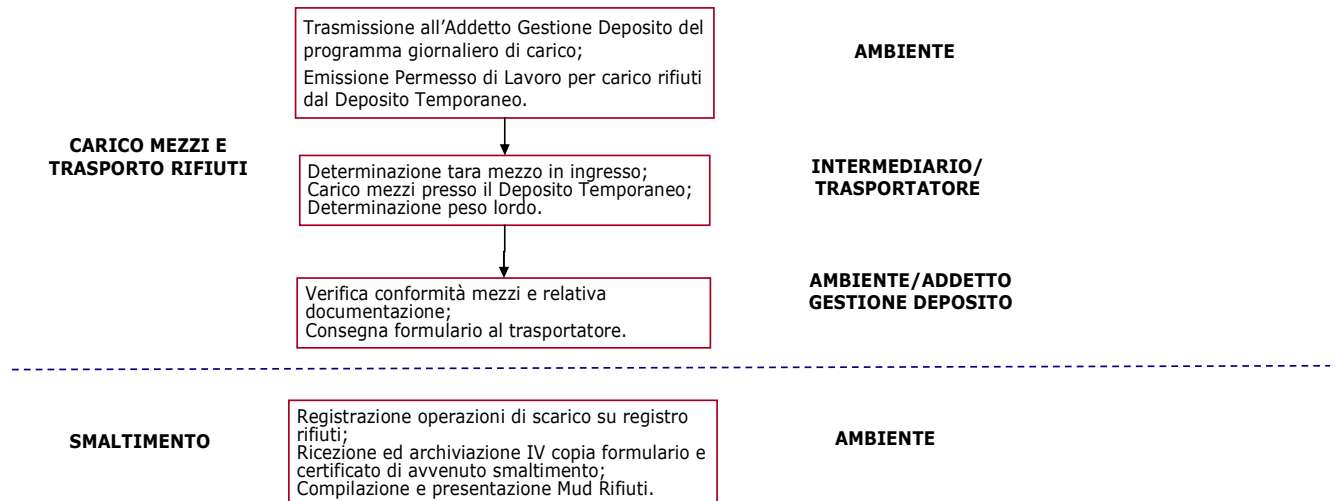 Trasmissione all'Addetto Gestione Deposito del
programma giornaliero di carico;
Emissione Permesso di Lavoro per carico rifiuti
dal Deposito Temporaneo.
AMBIENTE
CARICO MEZZI E
TRASPORTO RIFIUTI
Determinazione tara mezzo in ingresso;
Carico mezzi presso il Deposito Temporaneo;
Determinazione peso lordo.
INTERMEDIARIO/
TRASPORTATORE
Verifica conformità mezzi e relativa
documentazione;
Consegna formulario al trasportatore.
AMBIENTE/ADDETTO
GESTIONE DEPOSITO
SMALTIMENTO
Registrazione operazioni di scarico su registro
rifiuti;
Ricezione ed archiviazione IV copia formulario e
certificato di avvenuto smaltimento;
Compilazione e presentazione Mud Rifiuti.
AMBIENTE